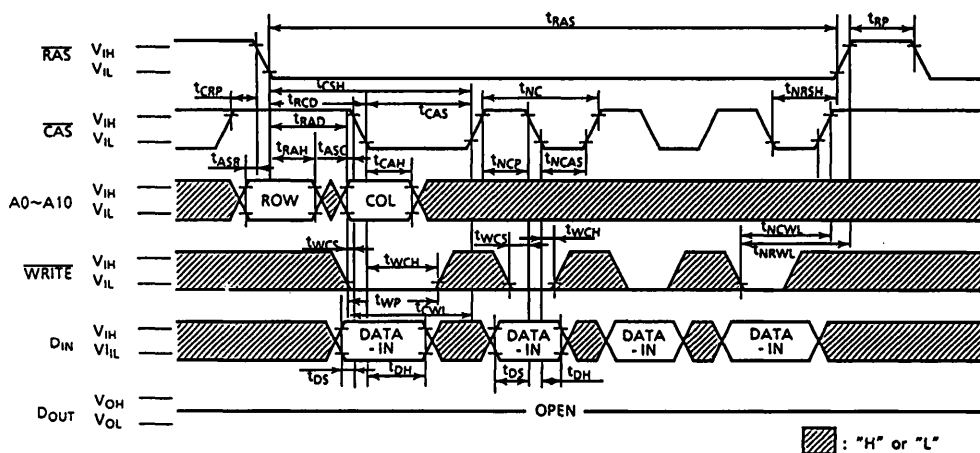 tRAS
tRP
RAS
VIH
VIL
tCRP
tCSH
tRCD
tNC
tNRSH
tCAS
CAS
VIH
VIL
tRAD
tRAH
tASC
tASR
tCAH
tNCP
tNCAS
A0~A10
VIH
VIL
ROW
COL
tNCWL
tNRWL
tWCS
tWCH
tWCS
tWCH
WRITE
VIH
VIL
tWP
tCWL
DIN
VIH
VIL
DATA
-IN
DATA
-IN
DATA
-IN
DATA
-IN
tDS
tDH
tDS
tDH
DOUT
VOH
VOL
OPEN
: "H" or "L"